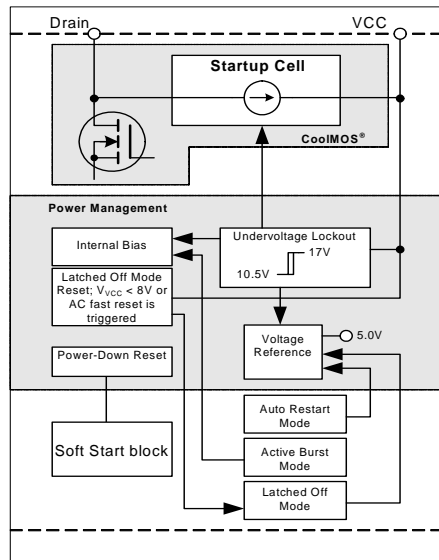 Drain
VCC
Startup Cell
CoolMOS®
Power Management
Internal Bias
Undervoltage Lockout
17V
10.5V
Latched Off Mode
Reset; VVCC < 8V or
AC fast reset is
triggered
Voltage
Reference
5.0V
Power-Down Reset
Soft Start block
Auto Restart
Mode
Active Burst
Mode
Latched Off
Mode